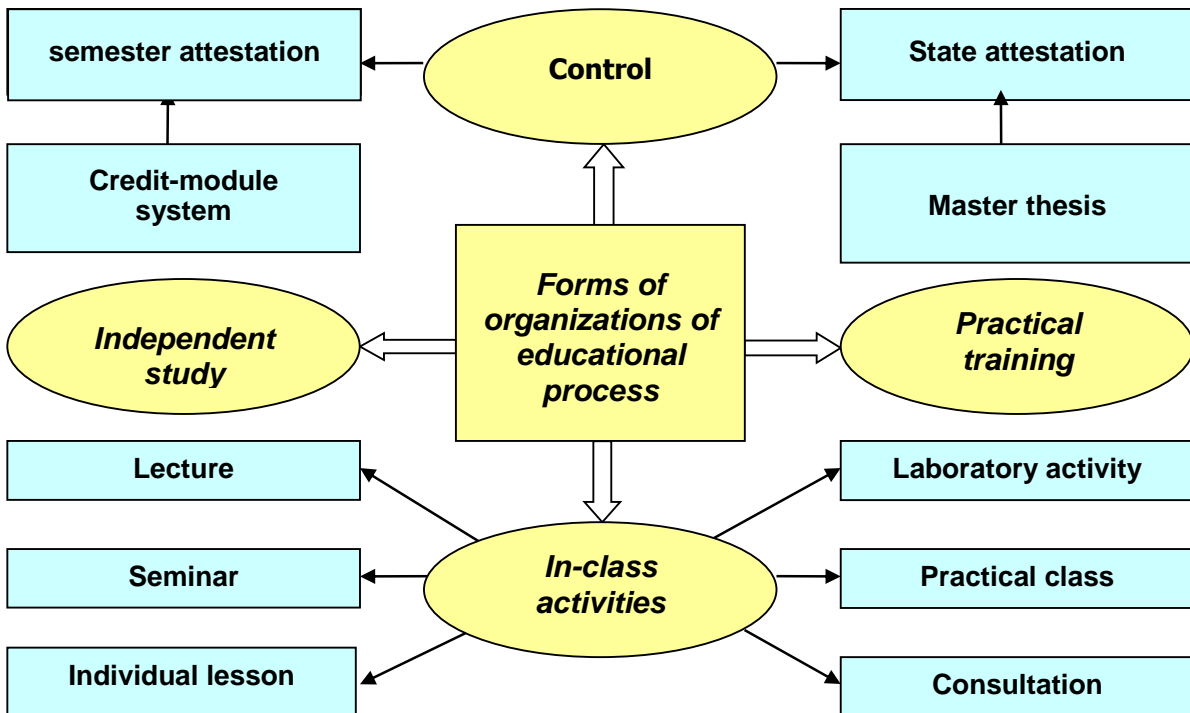 semester attestation
Control
State attestation
Credit-module
system
Master thesis
Forms of
organizations of
educational
process
Independent
study
Practical
training
Lecture
Laboratory activity
Seminar
In-class
activities
Practical class
Individual lesson
Consultation